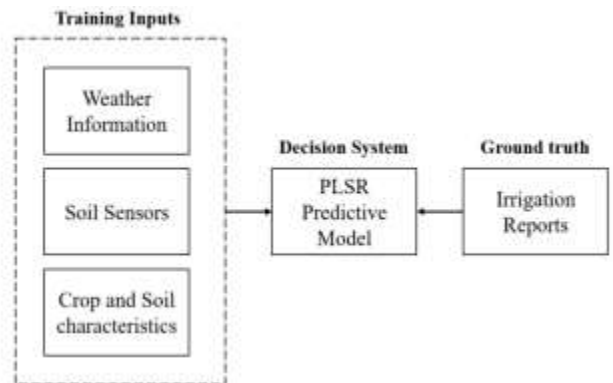 Training Inputs
Weather
Information
Soil Sensors
Crop and Soil
characteristics
Decision System
PLSR
Predictive
Model
Ground truth
Irrigation
Reports